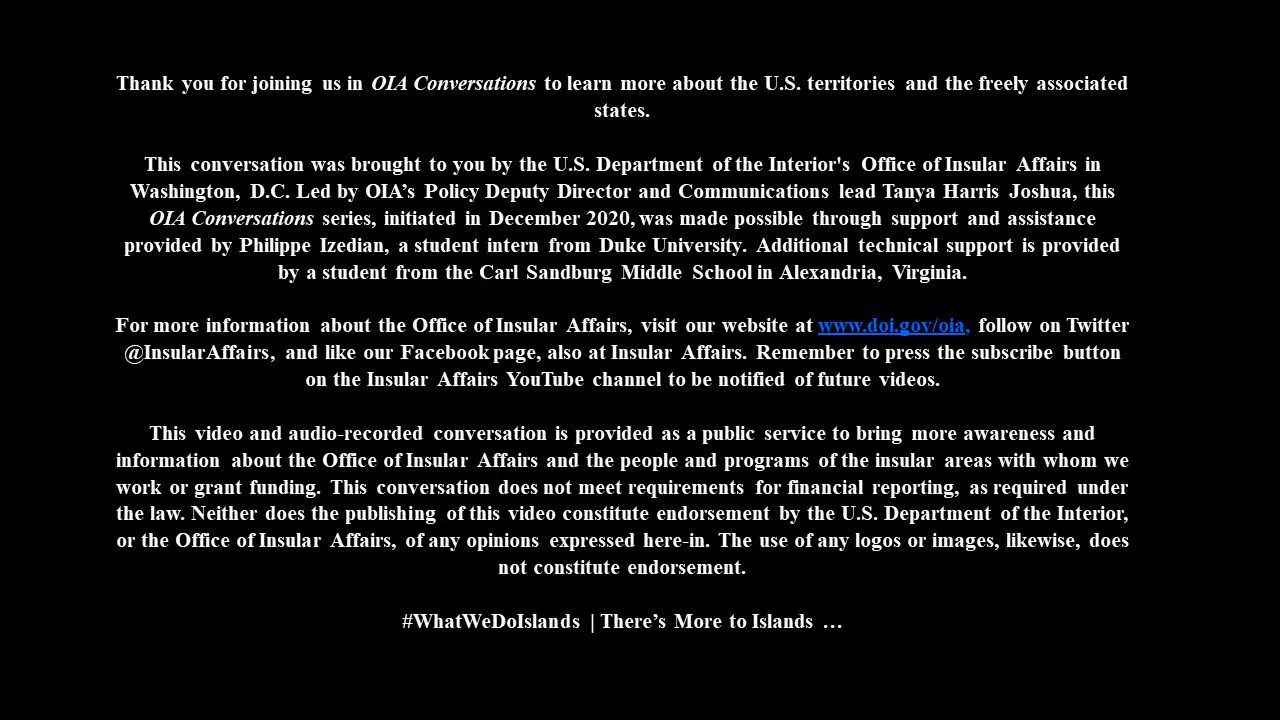 Thank you for joining us in OIA Conversations to learn more about the U.S. territories and the freely associated
states.
This conversation was brought to you by the U.S. Department of the Interior's Office of Insular Affairs in
Washington, D.C. Led by OIA’s Policy Deputy Director and Communications lead Tanya Harris Joshua, this
OIA Conversations series, initiated in December 2020, was made possible through support and assistance
provided by Philippe Izedian, a student intern from Duke University. Additional technical support is provided
by a student from the Carl Sandburg Middle School in Alexandria, Virginia.
For more information about the Office of Insular Affairs, visit our website at www.doi.gov/oia, follow on Twitter
@InsularAffairs, and like our Facebook page, also at Insular Affairs. Remember to press the subscribe button
on the Insular Affairs YouTube channel to be notified of future videos.
This video and audio-recorded conversation is provided as a public service to bring more awareness and
information about the Office of Insular Affairs and the people and programs of the insular areas with whom we
work or grant funding. This conversation does not meet requirements for financial reporting, as required under
the law. Neither does the publishing of this video constitute endorsement by the U.S. Department of the Interior,
or the Office of Insular Affairs, of any opinions expressed here-in. The use of any logos or images, likewise, does
not constitute endorsement.
#WhatWeDoIslands | There’s More to Islands …